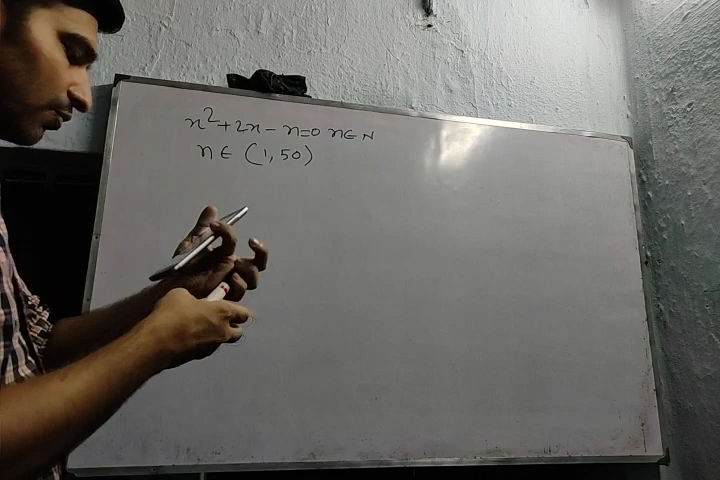 x² + 2x - n = 0 n ∈ N
n ∈ (1, 50)